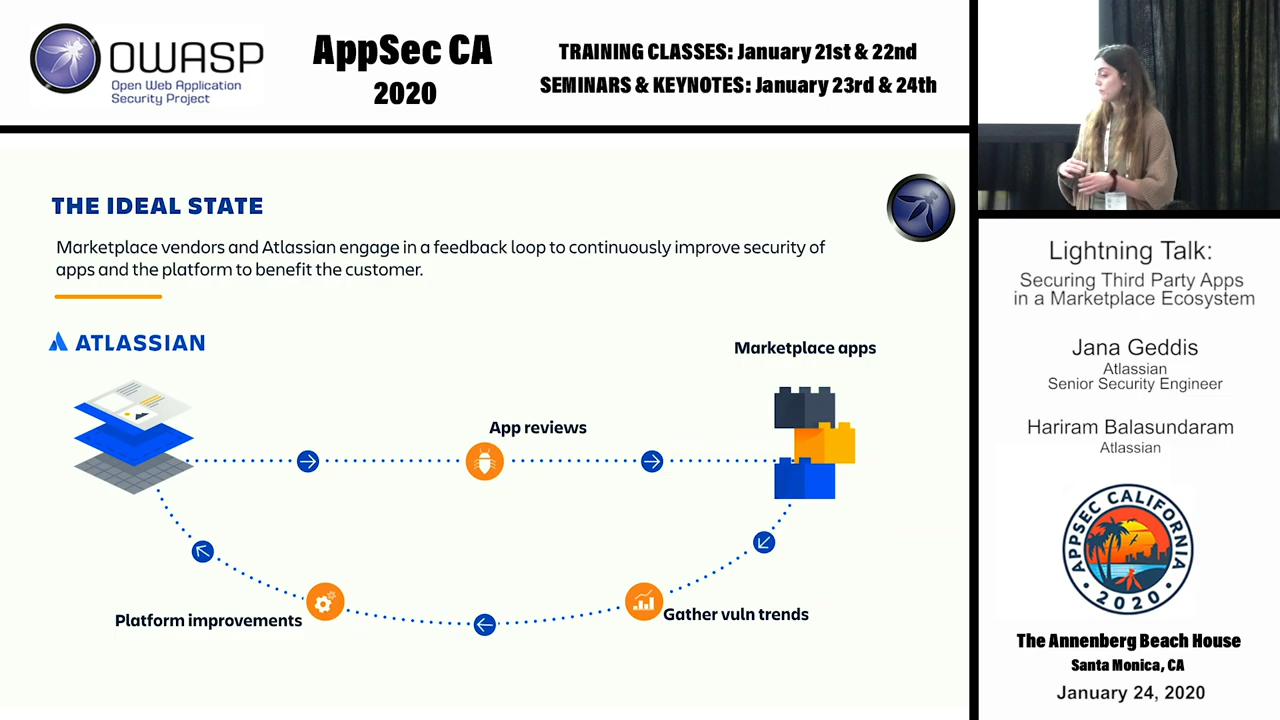 OWASP
Open Web Application
Security Project
AppSec CA
2020
TRAINING CLASSES: January 21st & 22nd
SEMINARS & KEYNOTES: January 23rd & 24th
THE IDEAL STATE
Marketplace vendors and Atlassian engage in a feedback loop to continuously improve security of
apps and the platform to benefit the customer.
ATLASSIAN
Marketplace apps
App reviews
Platform improvements
Gather vuln trends
Lightning Talk:
Securing Third Party Apps
in a Marketplace Ecosystem
Jana Geddis
Atlassian
Senior Security Engineer
Hariram Balasundaram
Atlassian
APPSEC CALIFORNIA
• 2020 •
The Annenberg Beach House
Santa Monica, CA
January 24, 2020